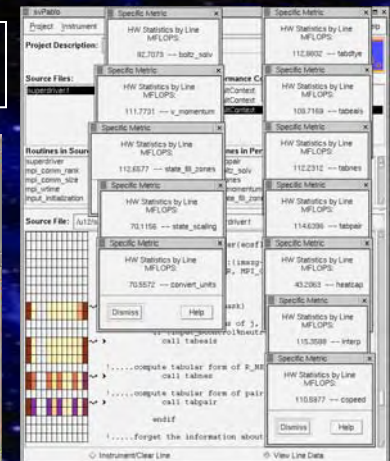 svPablo
Project Instrument
Project Description:
Source Files:
superdriver.f
Routines in Sour
superdriver
mpi_comm_rank
mpi_comm_size
mpi_wtime
input_initialization
Source File:
Specific Metric
HW Statistics by Line
MFLOPS:
92.7073 --- boltz_solv
Specific Metric
HW Statistics by Line
MFLOPS:
111.7731 --- v_momentum
Specific Metric
HW Statistics by Line
MFLOPS:
112.6577 --- state_fill_zones
Specific Metric
HW Statistics by Line
MFLOPS:
70.1156 --- state_scaling
Specific Metric
HW Statistics by Line
MFLOPS:
70.5572 --- convert_units
Dismiss Help
Specific Metric
HW Statistics by Line
MFLOPS:
--- tabdtye
Specific Metric
HW Statistics by Line
MFLOPS:
109.7169 --- tabeals
Specific Metric
HW Statistics by Line
MFLOPS:
112.2312 --- tabnes
Specific Metric
HW Statistics by Line
MFLOPS:
114.6396 --- tabpair
Specific Metric
HW Statistics by Line
MFLOPS:
43.2063 --- heatcap
Specific Metric
HW Statistics by Line
MFLOPS:
115.3588 --- interp
Specific Metric
HW Statistics by Line
MFLOPS:
110.5977 --- cspeed
Dismiss Help
call tabeals
!.....compute tabular form of R_NE
call tabnes
!.....compute tabular form of pair
call tabpair
endif
!.....forget the information about
Instrument/Clear Line View Line Data